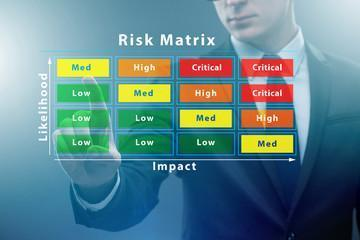 Risk Matrix
Likelihood
Med High Critical Critical
Low Med High Critical
Low Low Med High
Low Low Low Med
Impact